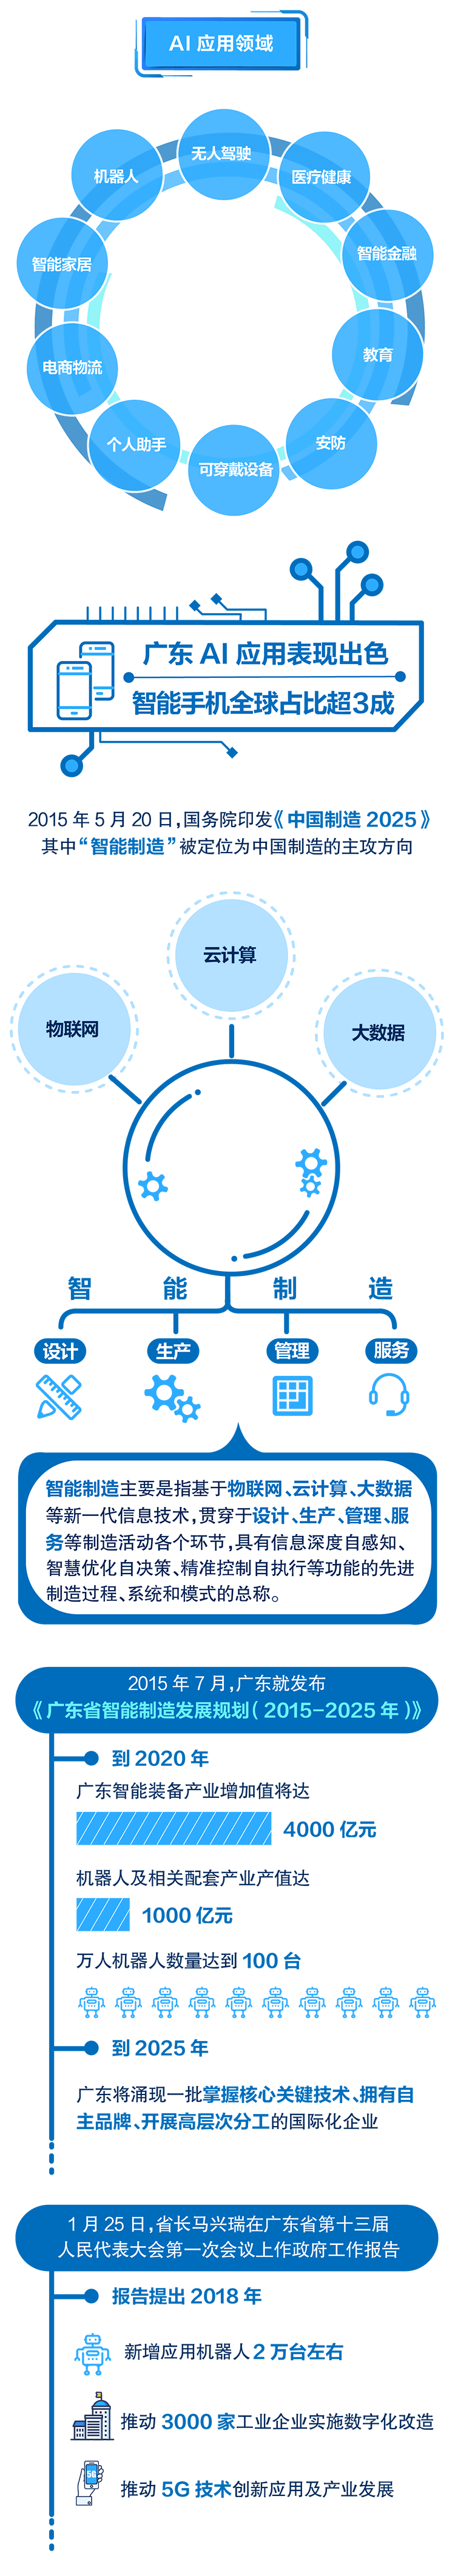 AI 应用领域
无人驾驶
机器人
医疗健康
智能家居
智能金融
电商物流
教育
个人助手
安防
可穿戴设备
广东 AI 应用表现出色
智能手机全球占比超3成
2015 年 5 月 20 日,国务院印发《中国制造 2025》
其中“智能制造”被定位为中国制造的主攻方向
云计算
物联网
大数据
智能制造
设计
生产
管理
服务
智能制造主要是指基于物联网、云计算、大数据
等新一代信息技术,贯穿于设计、生产、管理、服
务等制造活动各个环节,具有信息深度自感知、
智慧优化自决策、精准控制自执行等功能的先进
制造过程、系统和模式的总称。
2015 年 7 月,广东就发布
《广东省智能制造发展规划(2015-2025 年)》
到 2020 年
广东智能装备产业增加值将达
4000 亿元
机器人及相关配套产业产值达
1000 亿元
万人机器人数量达到 100 台
到 2025 年
广东将涌现一批掌握核心关键技术、拥有自
主品牌、开展高层次分工的国际化企业
1 月 25 日,省长马兴瑞在广东省第十三届
人民代表大会第一次会议上作政府工作报告
报告提出 2018 年
新增应用机器人 2 万台左右
推动 3000 家工业企业实施数字化改造
5G
推动 5G 技术创新应用及产业发展